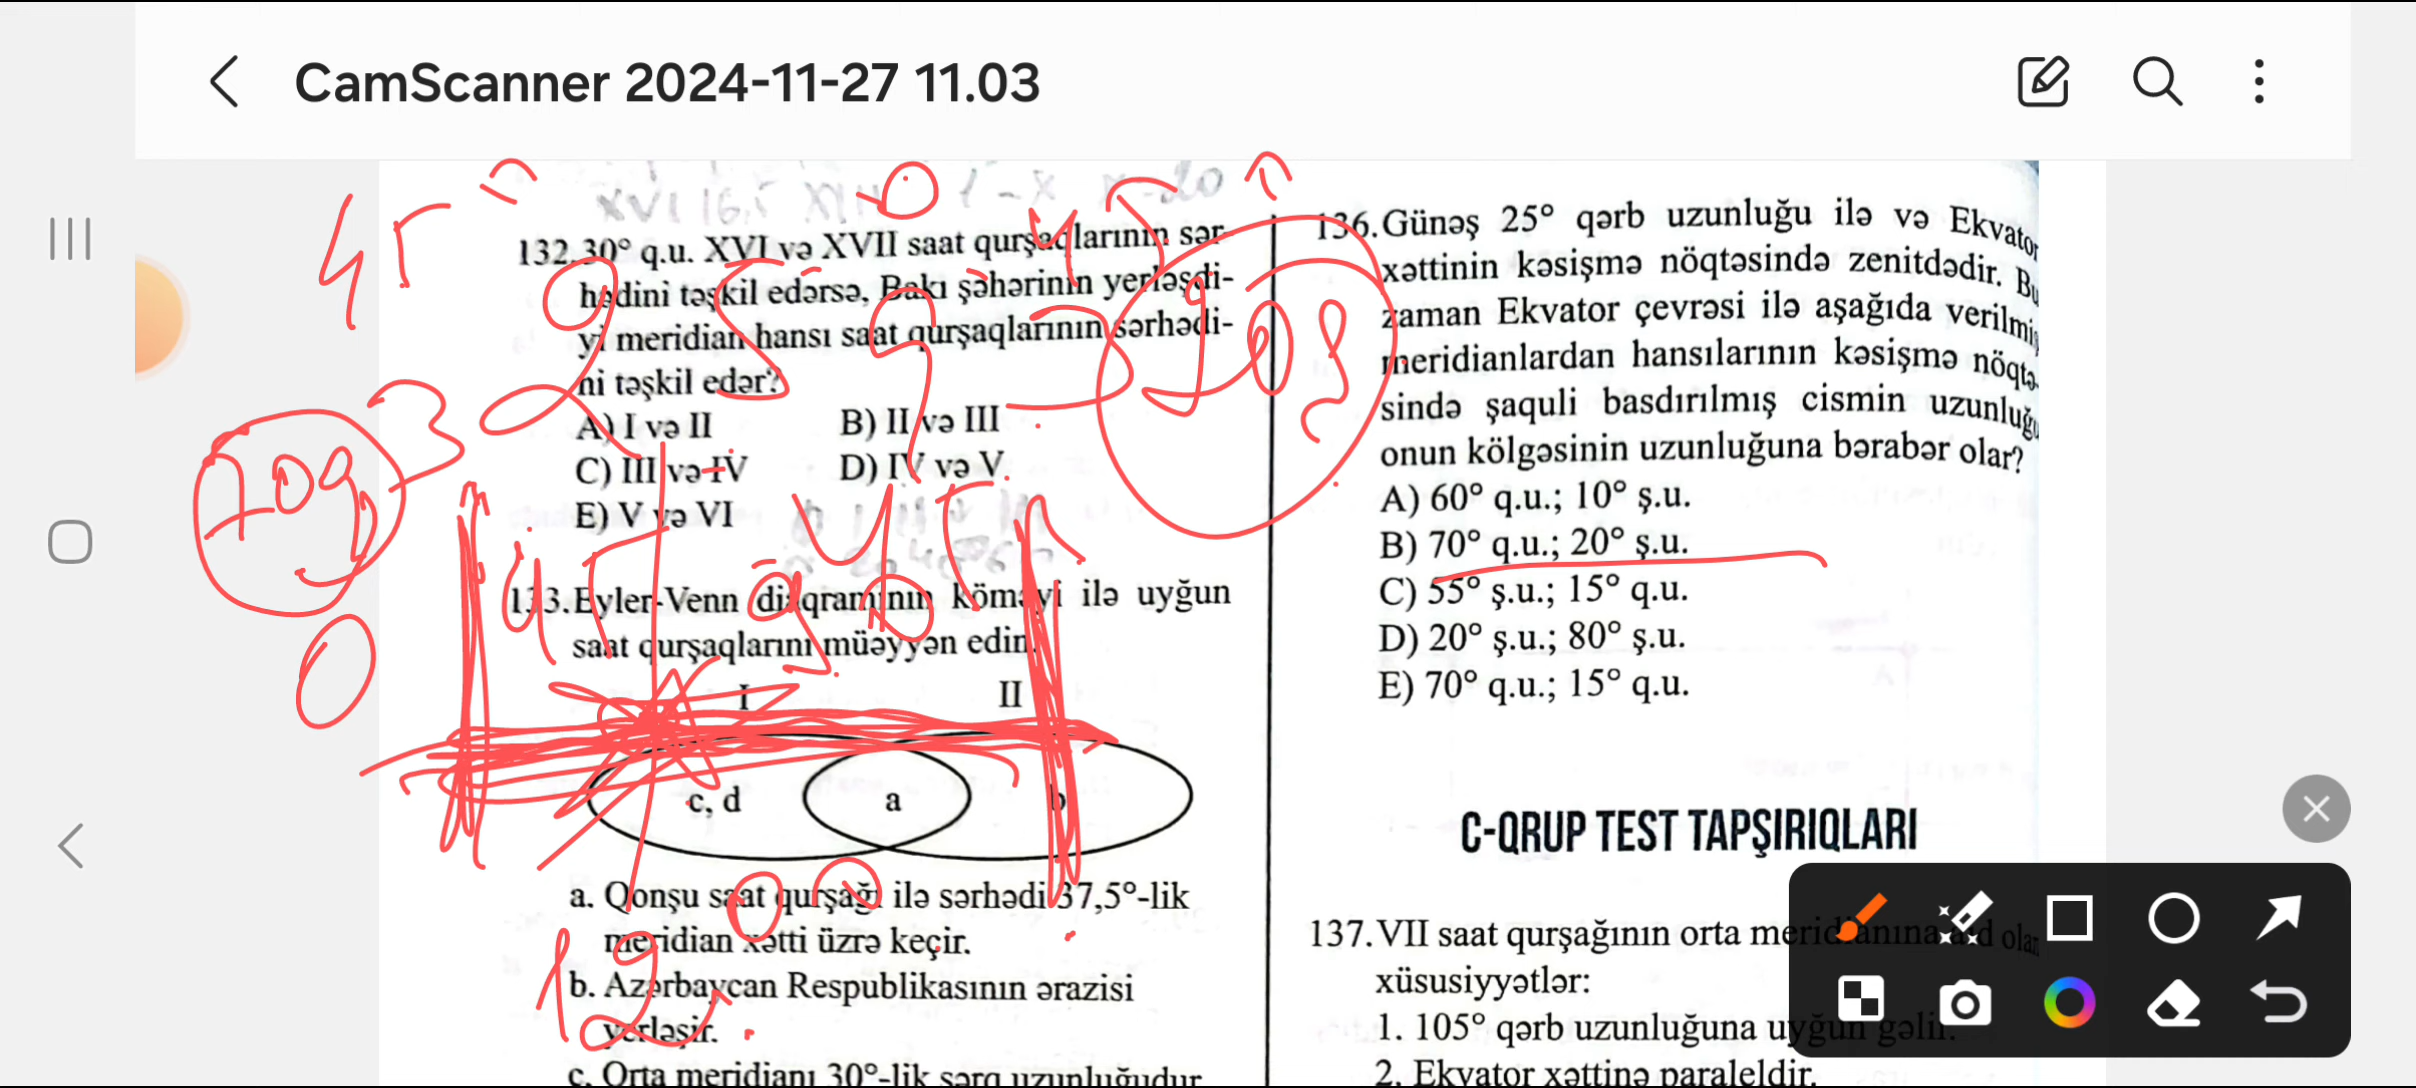 CamScanner 2024-11-27 11.03
132.30° q.u. XVI və XVII saat qurşaqlarının sər-
hədini təşkil edərsə, Bakı şəhərinin yerləşdi-
yi meridian hansı saat qurşaqlarının sərhədi-
ni təşkil edər?
A) I və II B) II və III
C) III və IV D) IV və V
E) V və VI
133.Eyler-Venn diaqramının köməyi ilə uyğun
saat qurşaqlarını müəyyən edin.
I II
c, d a b
a. Qonşu saat qurşağı ilə sərhədi 37,5°-lik
meridian xətti üzrə keçir.
b. Azərbaycan Respublikasının ərazisi
yerləşir.
c. Orta meridianı 30°-lik şərq uzunluğudur
136.Günəş 25° qərb uzunluğu ilə və Ekvator
xəttinin kəsişmə nöqtəsində zenitdədir. Bu
zaman Ekvator çevrəsi ilə aşağıda verilmiş
meridianlardan hansılarının kəsişmə nöqtə-
sində şaquli basdırılmış cismin uzunluğu
onun kölgəsinin uzunluğuna bərabər olar?
A) 60° q.u.; 10° ş.u.
B) 70° q.u.; 20° ş.u.
C) 55° ş.u.; 15° q.u.
D) 20° ş.u.; 80° ş.u.
E) 70° q.u.; 15° q.u.
C-QRUP TEST TAPŞIRIQLARI
137.VII saat qurşağının orta meridianına aid olan
xüsusiyyətlər:
1. 105° qərb uzunluğuna uyğun gəlir.
2. Ekvator xəttinə paraleldir.